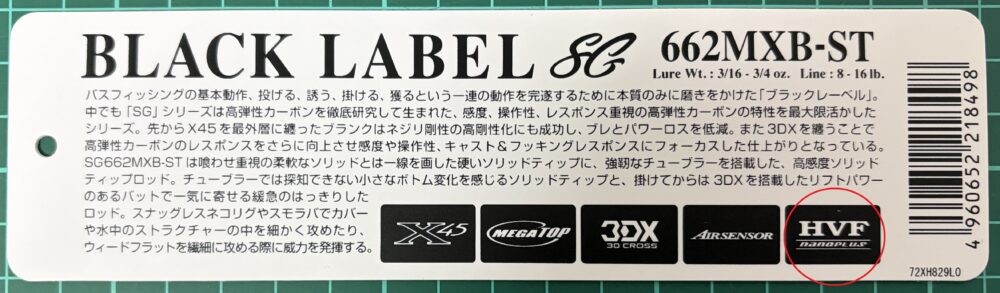 BLACK LABEL SG 662MXB-ST
Lure Wt. : 3/16 - 3/4 oz. Line : 8 - 16 lb.
バスフィッシングの基本動作、投げる、誘う、掛ける、獲るという一連の動作を完遂するために本質のみに磨きをかけた「ブラックレーベル」。
中でも「SG」シリーズは高弾性カーボンを徹底研究して生まれた、感度、操作性、レスポンス重視の高弾性カーボンの特性を最大限活かした
シリーズ。先からX45を最外層に纏ったブランクはネジリ剛性の高剛性化にも成功し、ブレとパワーロスを低減。また3DXを纏うことで
高弾性カーボンのレスポンスをさらに向上させ感度や操作性、キャスト&フッキングレスポンスにフォーカスした仕上がりとなっている。
SG662MXB-STは喰わせ重視の柔軟なソリッドとは一線を画した硬いソリッドティップに、強靭なチューブラーを搭載した、高感度ソリッド
ティップロッド。チューブラーでは探知できない小さなボトム変化を感じるソリッドティップと、掛けてからは3DXを搭載したリフトパワー
のあるバットで一気に寄せる緩急のはっきりした
ロッド。スナッグレスネコリグやスモラバでカバー
や水中のストラクチャーの中を細かく攻めたり、
ウィードフラットを繊細に攻める際に威力を発揮する。
X45
MEGATOP
3DX
3D CROSS
AIRSENSOR
HVF
NANOPLUS
4960652218498
72XH829L0